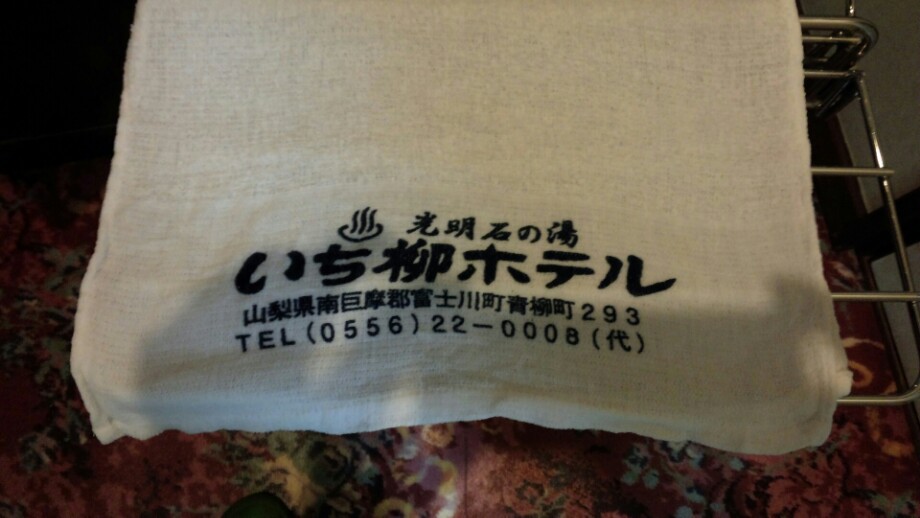 ♨ 光明石の湯
いち柳ホテル
山梨県南巨摩郡富士川町青柳町293
TEL(0556)22-0008(代)